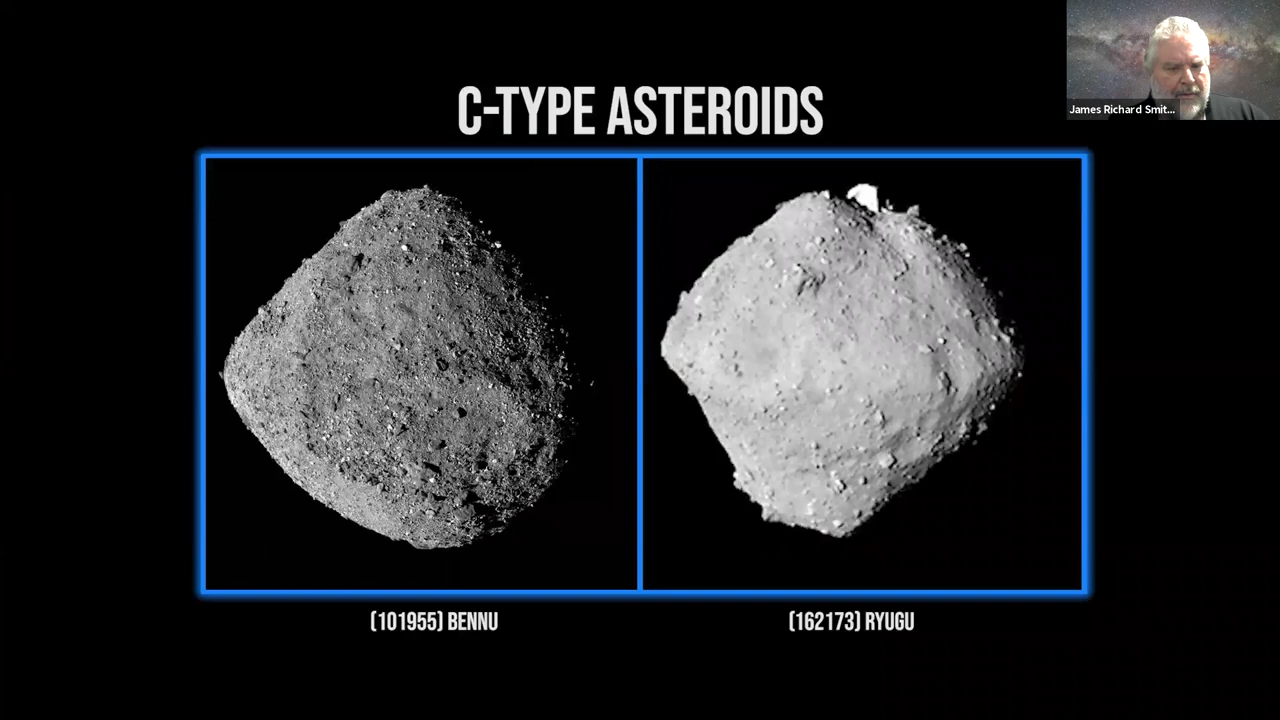 C-TYPE ASTEROIDS
James Richard Smit...
(101955) BENNU
(162173) RYUGU